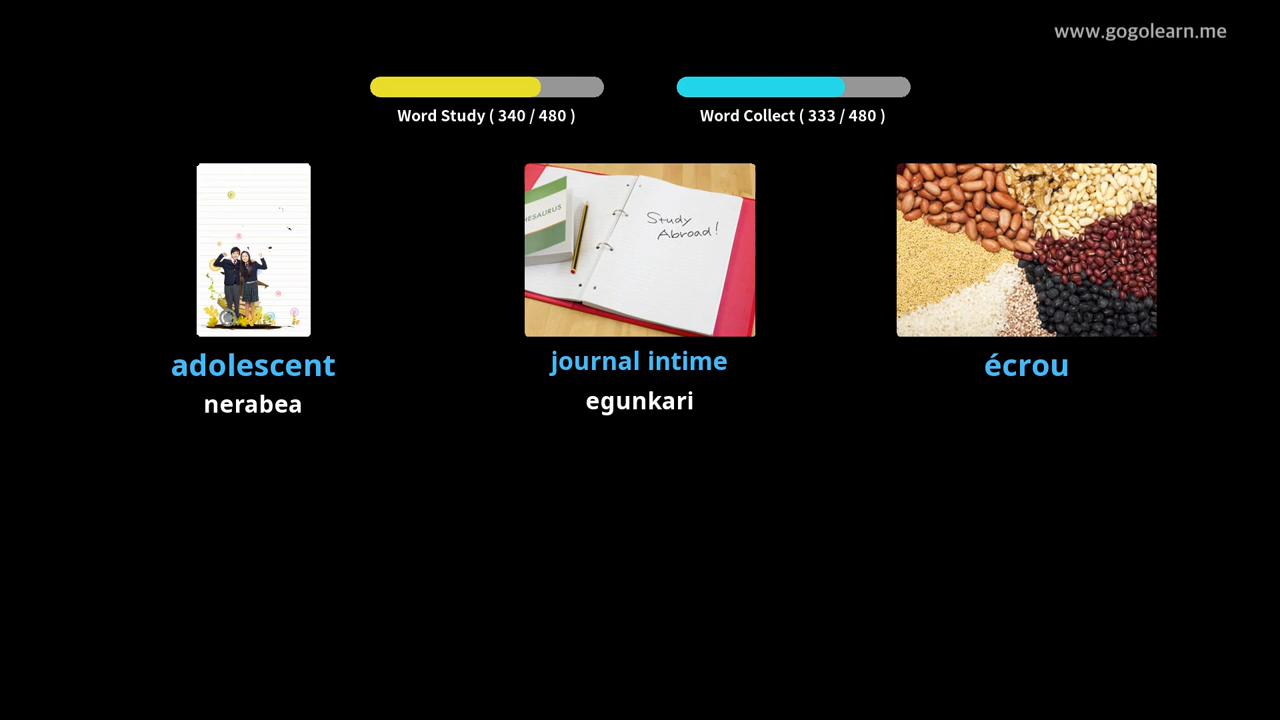 www.gogolearn.me
Word Study ( 340 / 480 )
Word Collect ( 333 / 480 )
THESAURUS
Study
Abroad!
adolescent
nerabea
journal intime
egunkari
écrou